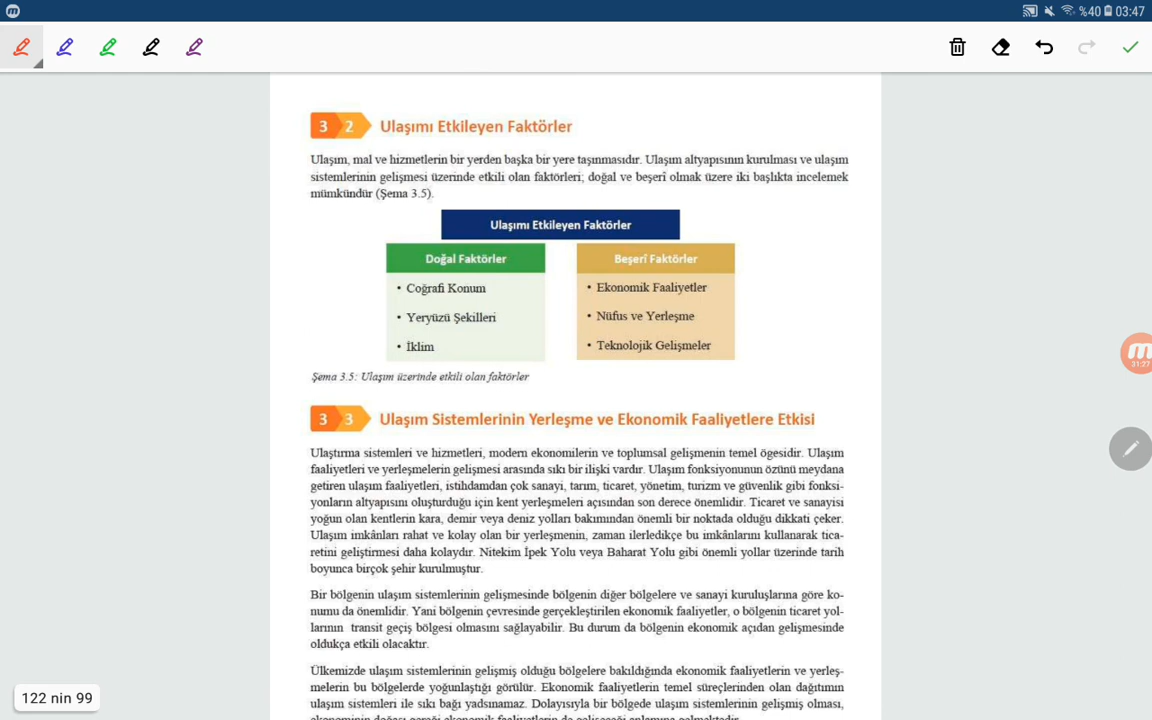 %40 03:47
3 2 Ulaşımı Etkileyen Faktörler
Ulaşım, mal ve hizmetlerin bir yerden başka bir yere taşınmasıdır. Ulaşım altyapısının kurulması ve ulaşım
sistemlerinin gelişmesi üzerinde etkili olan faktörleri; doğal ve beşerî olmak üzere iki başlıkta incelemek
mümkündür (Şema 3.5).
Ulaşımı Etkileyen Faktörler
Doğal Faktörler
• Coğrafi Konum
• Yeryüzü Şekilleri
• İklim
Beşerî Faktörler
• Ekonomik Faaliyetler
• Nüfus ve Yerleşme
• Teknolojik Gelişmeler
Şema 3.5: Ulaşım üzerinde etkili olan faktörler
3 3 Ulaşım Sistemlerinin Yerleşme ve Ekonomik Faaliyetlere Etkisi
Ulaştırma sistemleri ve hizmetleri, modern ekonomilerin ve toplumsal gelişmenin temel ögesidir. Ulaşım
faaliyetleri ve yerleşmelerin gelişmesi arasında sıkı bir ilişki vardır. Ulaşım fonksiyonunun özünü meydana
getiren ulaşım faaliyetleri, istihdamdan çok sanayi, tarım, ticaret, yönetim, turizm ve güvenlik gibi fonksi-
yonların altyapısını oluşturduğu için kent yerleşmeleri açısından son derece önemlidir. Ticaret ve sanayisi
yoğun olan kentlerin kara, demir veya deniz yolları bakımından önemli bir noktada olduğu dikkati çeker.
Ulaşım imkânları rahat ve kolay olan bir yerleşmenin, zaman ilerledikçe bu imkânlarını kullanarak tica-
retini geliştirmesi daha kolaydır. Nitekim İpek Yolu veya Baharat Yolu gibi önemli yollar üzerinde tarih
boyunca birçok şehir kurulmuştur.
Bir bölgenin ulaşım sistemlerinin gelişmesinde bölgenin diğer bölgelere ve sanayi kuruluşlarına göre ko-
numu da önemlidir. Yani bölgenin çevresinde gerçekleştirilen ekonomik faaliyetler, o bölgenin ticaret yol-
larının transit geçiş bölgesi olmasını sağlayabilir. Bu durum da bölgenin ekonomik açıdan gelişmesinde
oldukça etkili olacaktır.
Ülkemizde ulaşım sistemlerinin gelişmiş olduğu bölgelere bakıldığında ekonomik faaliyetlerin ve yerleş-
melerin bu bölgelerde yoğunlaştığı görülür. Ekonomik faaliyetlerin temel süreçlerinden olan dağıtımın
ulaşım sistemleri ile sıkı bağı yadsınamaz. Dolayısıyla bir bölgede ulaşım sistemlerinin gelişmiş olması,
ekonominin doğası gereği ekonomik faaliyetlerin de gelişeceği anlamına gelmektedir.
31:27
122 nin 99